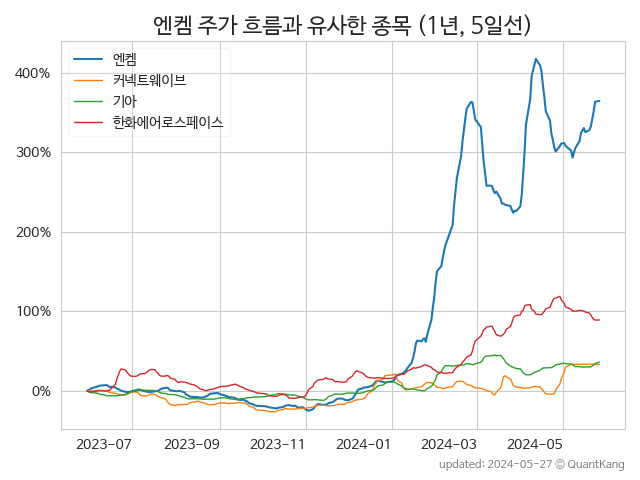 엔켐 주가 흐름과 유사한 종목 (1년, 5일선)
엔켐
커넥트웨이브
기아
한화에어로스페이스
400%
300%
200%
100%
0%
2023-07 2023-09 2023-11 2024-01 2024-03 2024-05
updated: 2024-05-27 ⓒ QuantKang